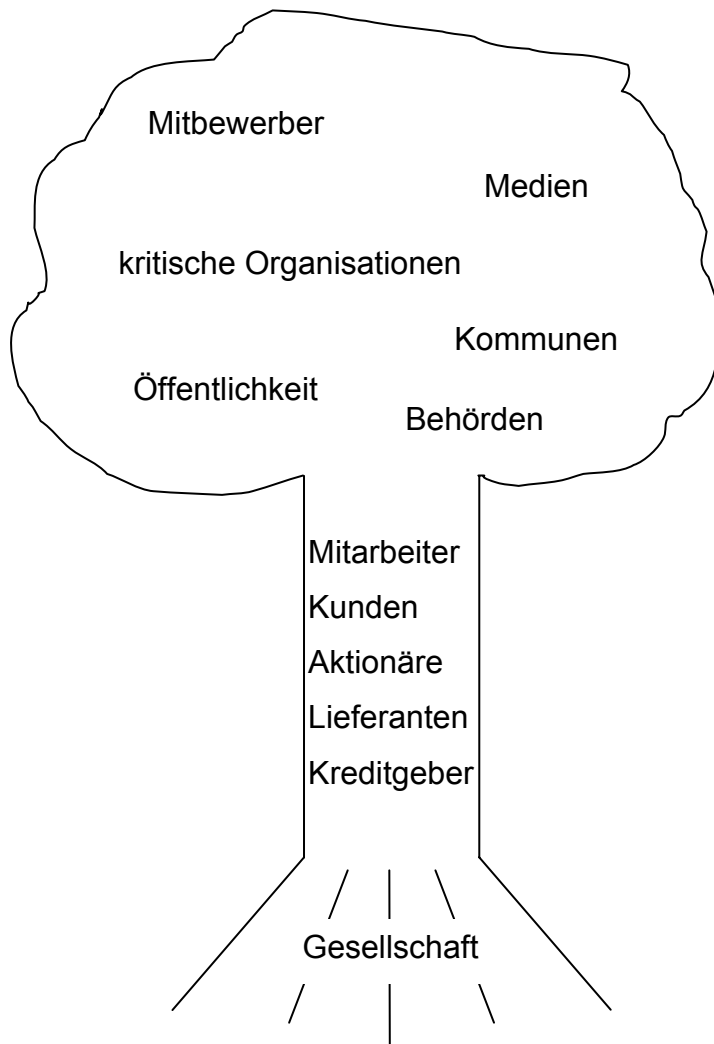 Mitbewerber
Medien
kritische Organisationen
Kommunen
Öffentlichkeit
Behörden
Mitarbeiter
Kunden
Aktionäre
Lieferanten
Kreditgeber
Gesellschaft